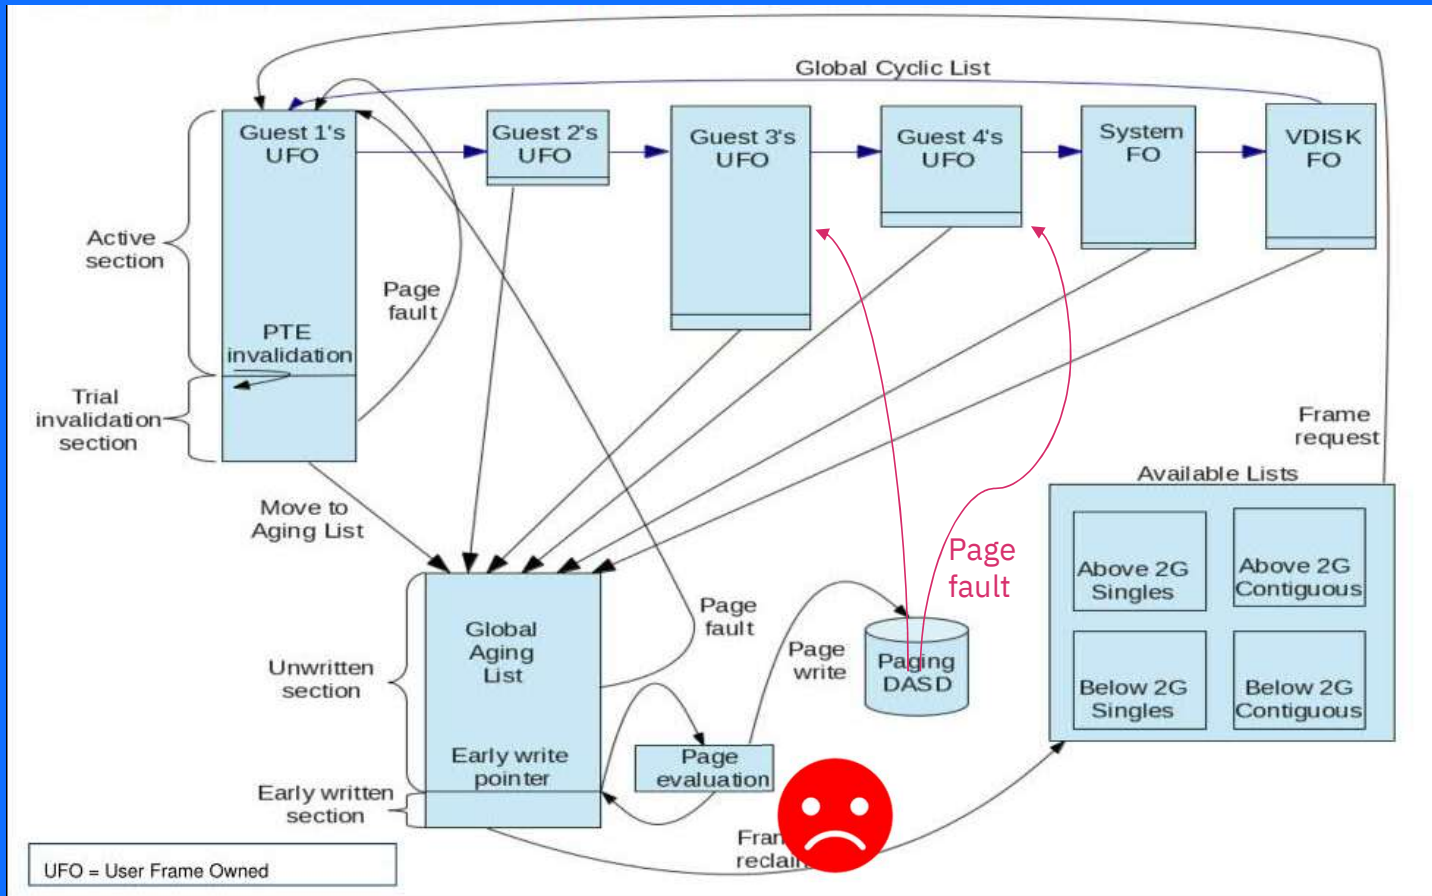 Global Cyclic List
Guest 1's
UFO
Guest 2's
UFO
Guest 3's
UFO
Guest 4's
UFO
System
FO
VDISK
FO
Active
section
Page
fault
PTE
invalidation
Trial
invalidation
section
Move to
Aging List
Frame
request
Available Lists
Above 2G
Singles
Above 2G
Contiguous
Below 2G
Singles
Below 2G
Contiguous
Page
fault
Global
Aging
List
Page
fault
Unwritten
section
Page
write
Paging
DASD
Early write
pointer
Page
evaluation
Early written
section
UFO = User Frame Owned